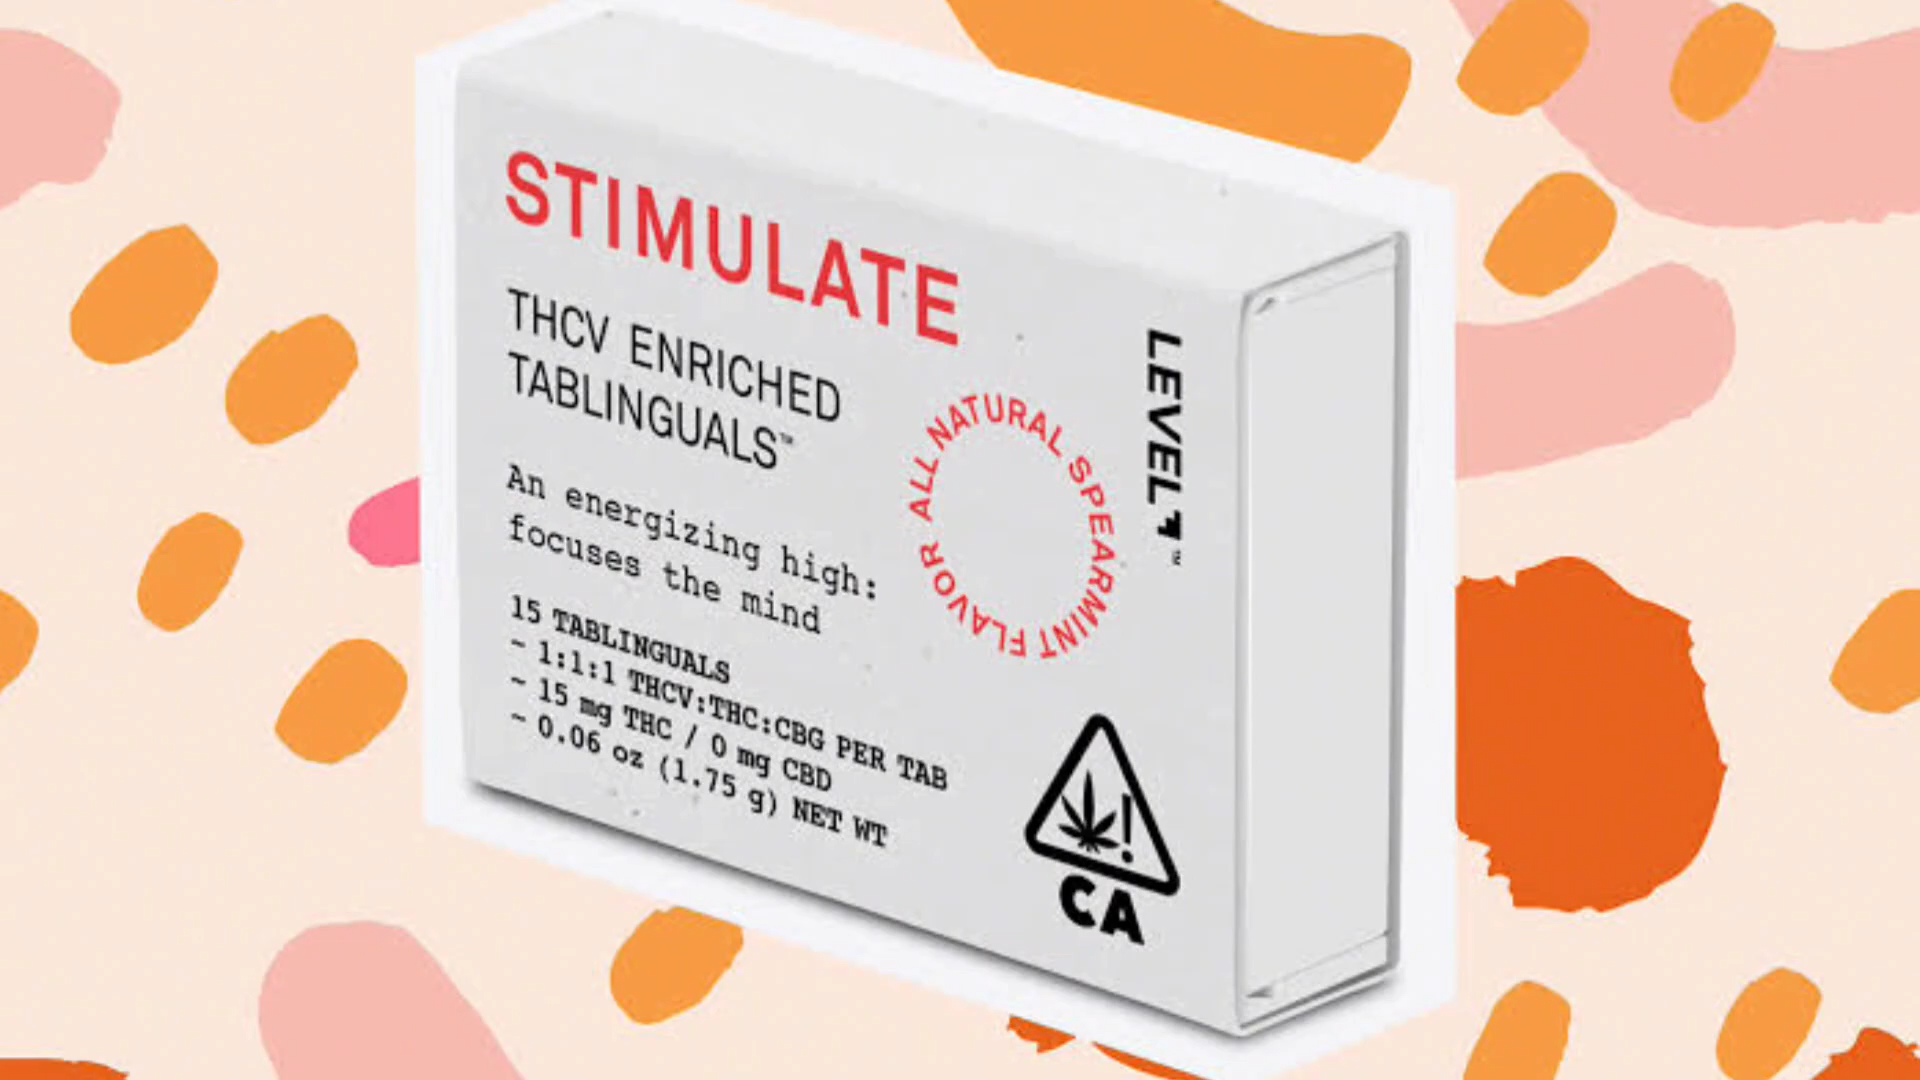 STIMULATE
THCV ENRICHED
TABLINGUALS™
An energizing high:
focuses the mind
15 TABLINGUALS
- 1:1:1 THCV:THC:CBG PER TAB
- 15 mg THC / 0 mg CBD
- 0.06 oz (1.75 g) NET WT
ALL NATURAL SPEARMINT FLAVOR
LEVEL™
!
CA